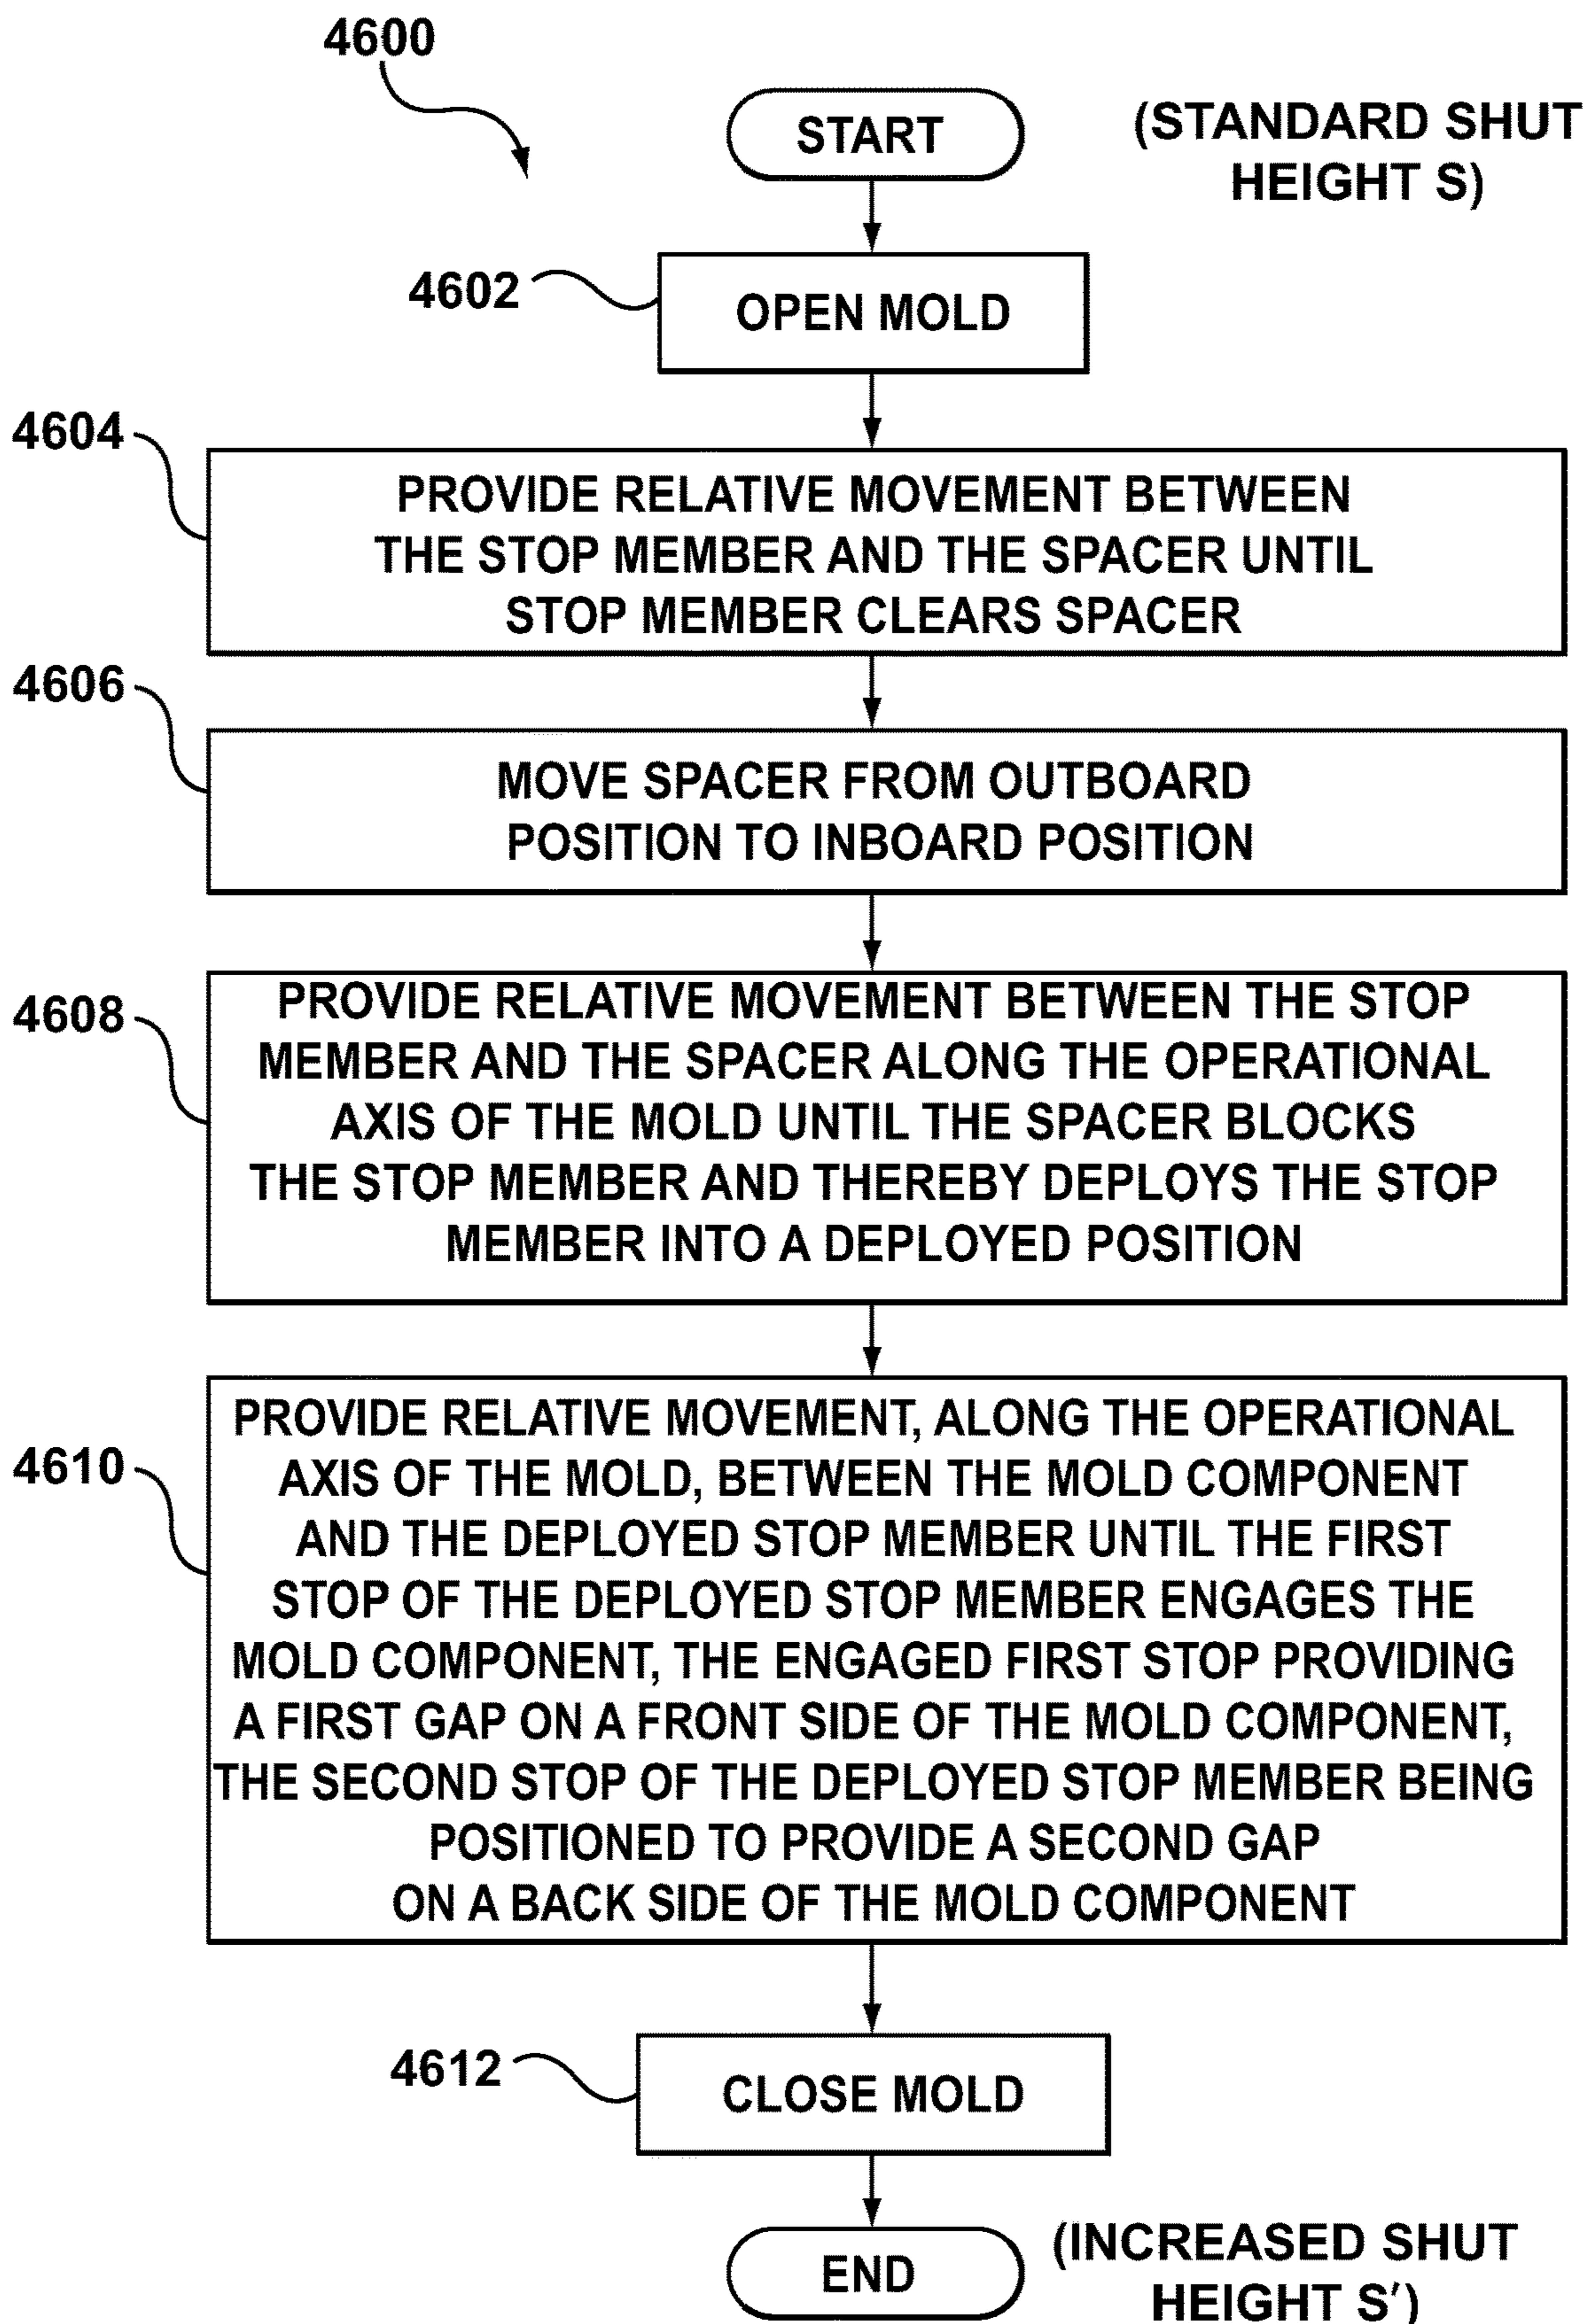 4600
START
(STANDARD SHUT
HEIGHT S)
4602
OPEN MOLD
4604
PROVIDE RELATIVE MOVEMENT BETWEEN
THE STOP MEMBER AND THE SPACER UNTIL
STOP MEMBER CLEARS SPACER
4606
MOVE SPACER FROM OUTBOARD
POSITION TO INBOARD POSITION
4608
PROVIDE RELATIVE MOVEMENT BETWEEN THE STOP
MEMBER AND THE SPACER ALONG THE OPERATIONAL
AXIS OF THE MOLD UNTIL THE SPACER BLOCKS
THE STOP MEMBER AND THEREBY DEPLOYS THE STOP
MEMBER INTO A DEPLOYED POSITION
4610
PROVIDE RELATIVE MOVEMENT, ALONG THE OPERATIONAL
AXIS OF THE MOLD, BETWEEN THE MOLD COMPONENT
AND THE DEPLOYED STOP MEMBER UNTIL THE FIRST
STOP OF THE DEPLOYED STOP MEMBER ENGAGES THE
MOLD COMPONENT, THE ENGAGED FIRST STOP PROVIDING
A FIRST GAP ON A FRONT SIDE OF THE MOLD COMPONENT,
THE SECOND STOP OF THE DEPLOYED STOP MEMBER BEING
POSITIONED TO PROVIDE A SECOND GAP
ON A BACK SIDE OF THE MOLD COMPONENT
4612
CLOSE MOLD
END
(INCREASED SHUT
HEIGHT S′)